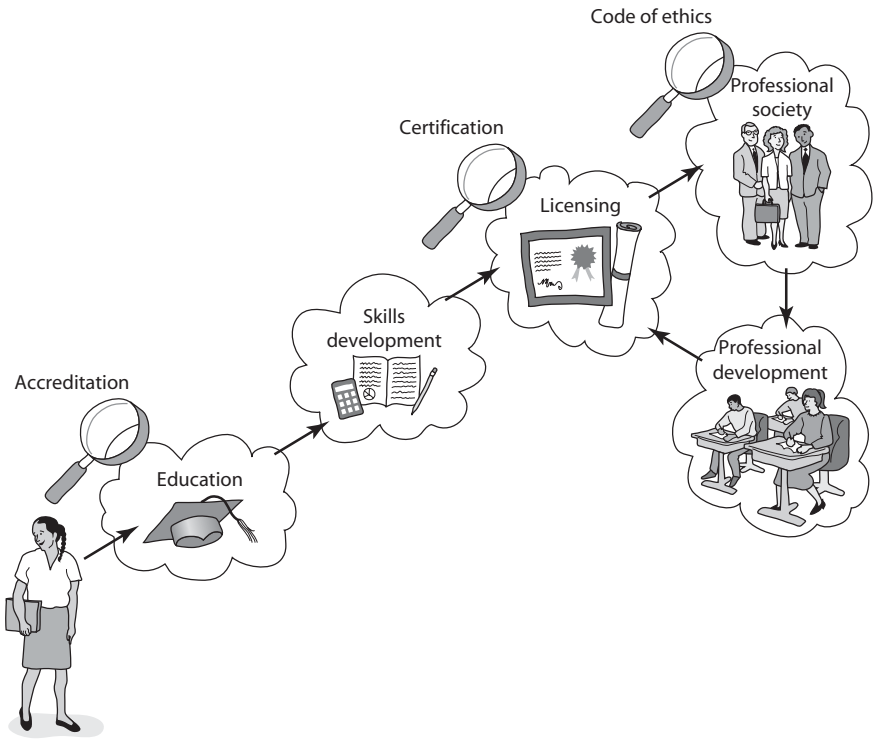 Code of ethics
Professional
society
Certification
Licensing
Skills
development
Professional
development
Accreditation
Education